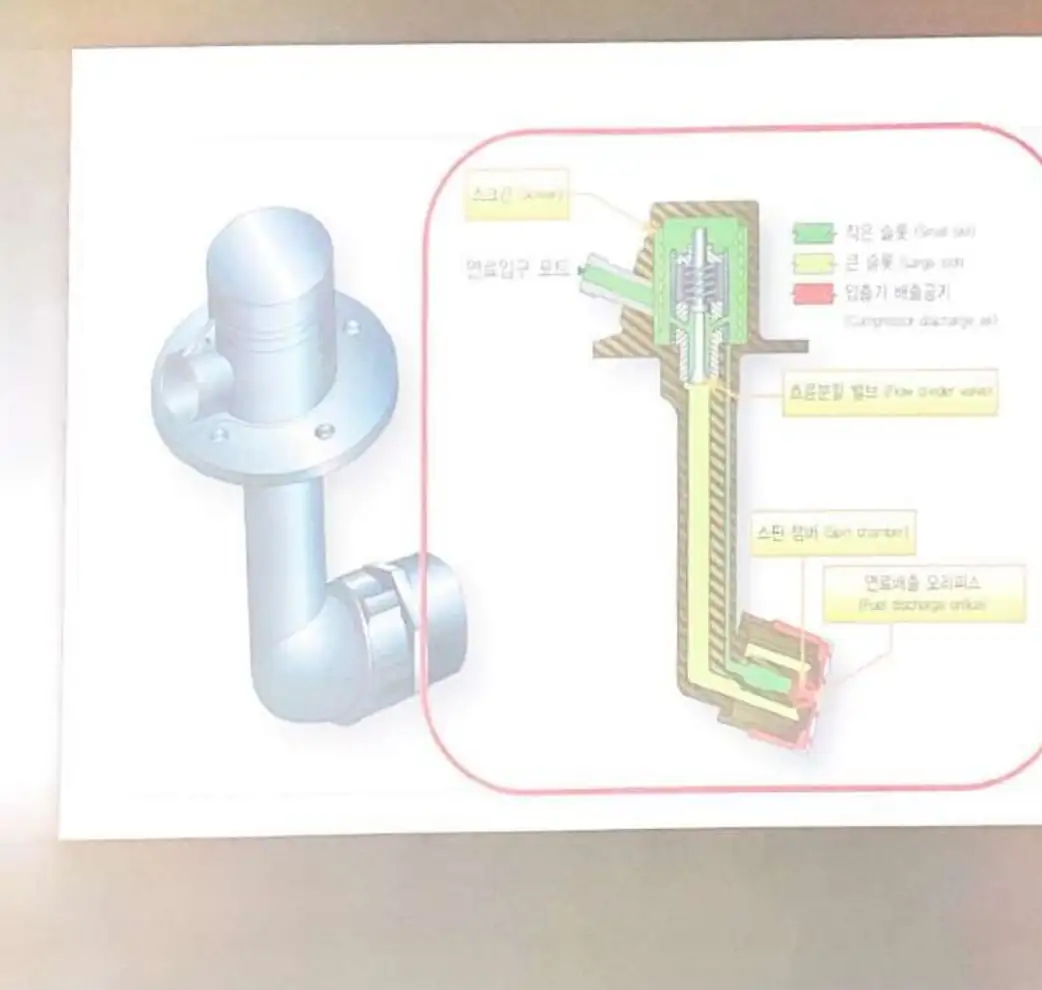 스크린 (Screen)
연료입구 포트
작은 슬롯 (Small slot)
큰 슬롯 (Large slot)
압축기 배출공기
(Compressor discharge air)
흐름분할 밸브 (Flow divider valve)
스핀 챔버 (Spin chamber)
연료배출 오리피스
(Fuel discharge orifice)